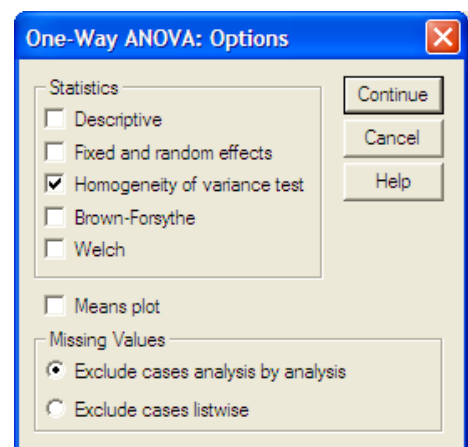 One-Way ANOVA: Options
Statistics
Descriptive
Fixed and random effects
Homogeneity of variance test
Brown-Forsythe
Welch
Continue
Cancel
Help
Means plot
Missing Values
Exclude cases analysis by analysis
Exclude cases listwise